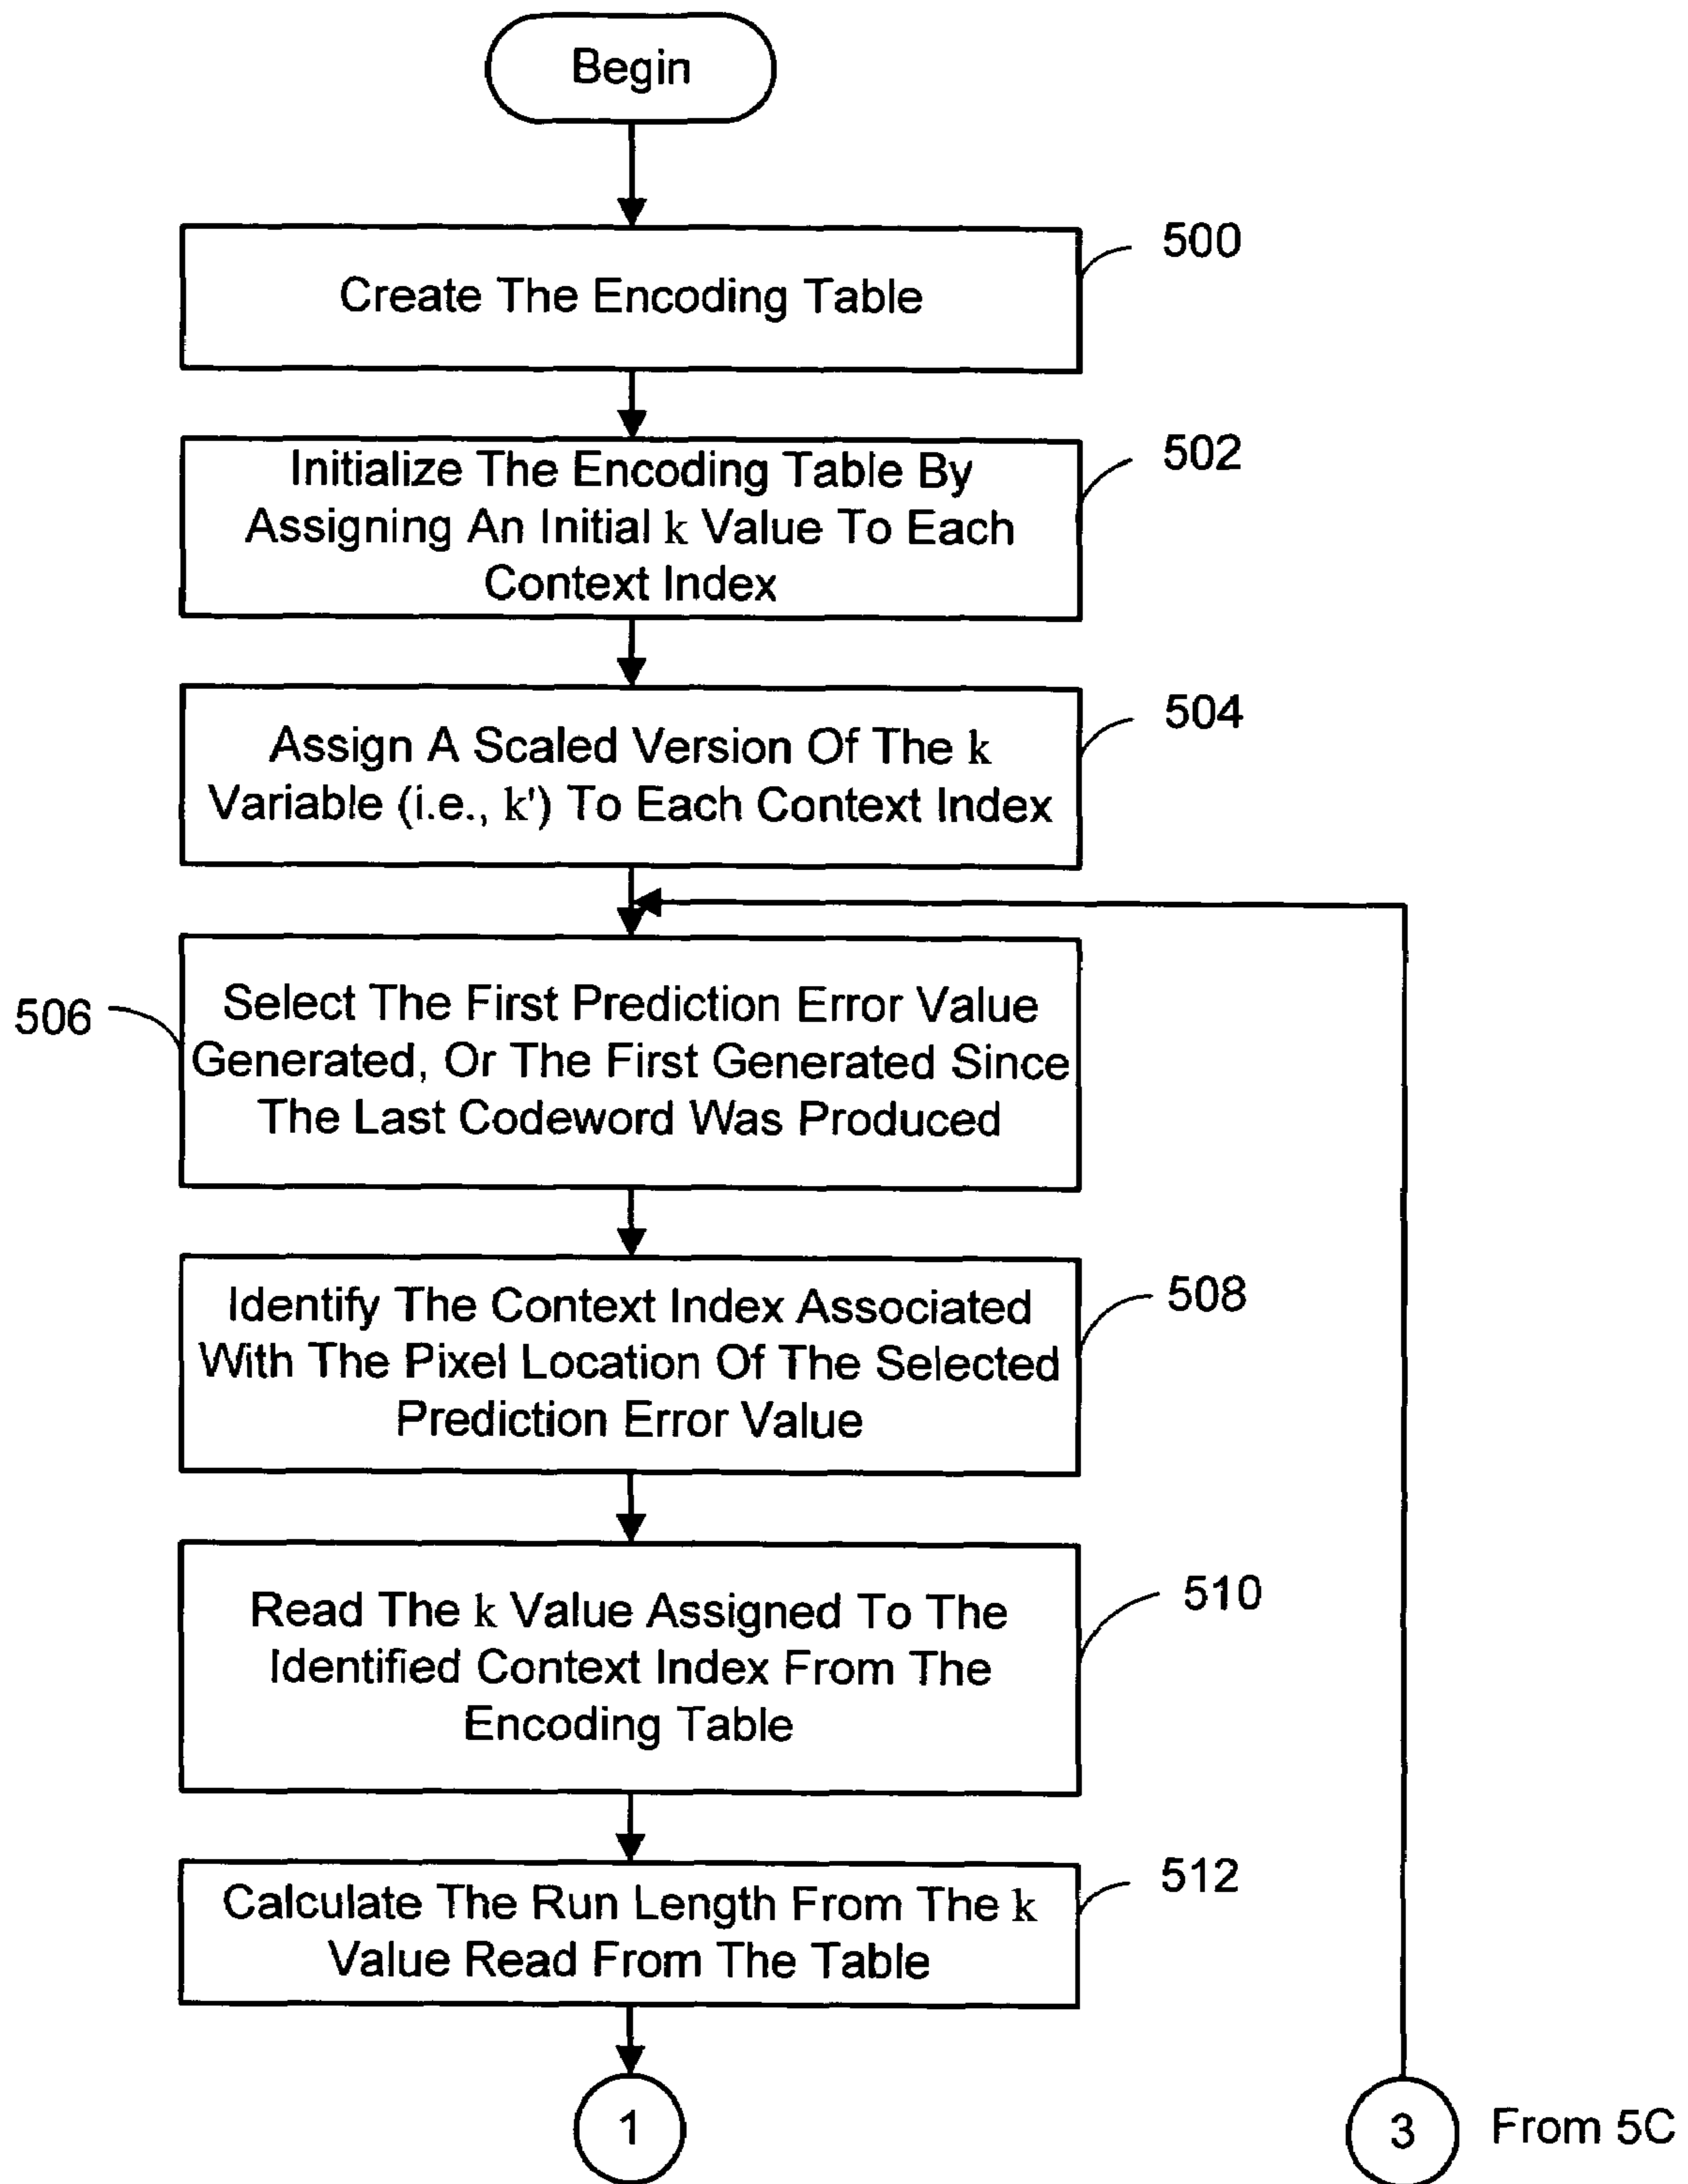 Begin
500
Create The Encoding Table
502
Initialize The Encoding Table By
Assigning An Initial k Value To Each
Context Index
504
Assign A Scaled Version Of The k
Variable (i.e., k') To Each Context Index
506
Select The First Prediction Error Value
Generated, Or The First Generated Since
The Last Codeword Was Produced
508
Identify The Context Index Associated
With The Pixel Location Of The Selected
Prediction Error Value
510
Read The k Value Assigned To The
Identified Context Index From The
Encoding Table
512
Calculate The Run Length From The k
Value Read From The Table
1
3 From 5C